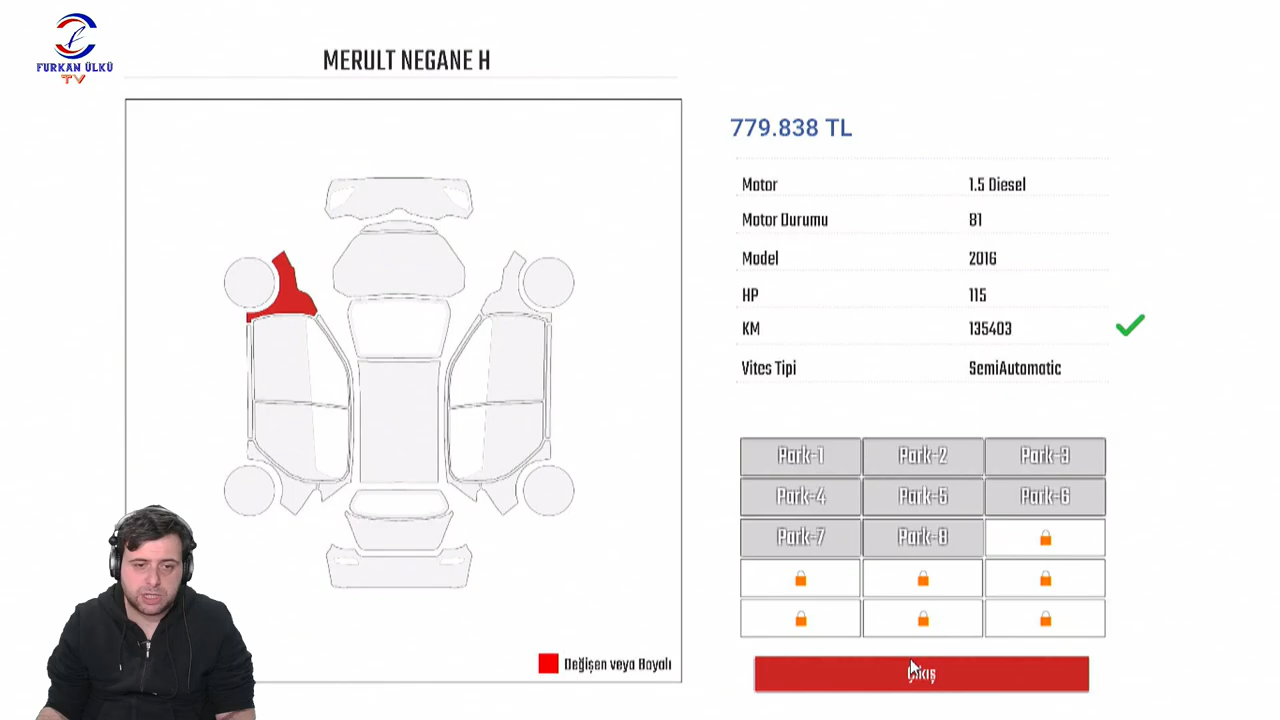 FURKAN ÜLKÜ
TV
MERULT NEGANE H
779.838 TL
Motor 1.5 Diesel
Motor Durumu 81
Model 2016
HP 115
KM 135403
Vites Tipi SemiAutomatic
Park-1 Park-2 Park-3
Park-4 Park-5 Park-6
Park-7 Park-8
Çıkış
Değişen veya Boyalı